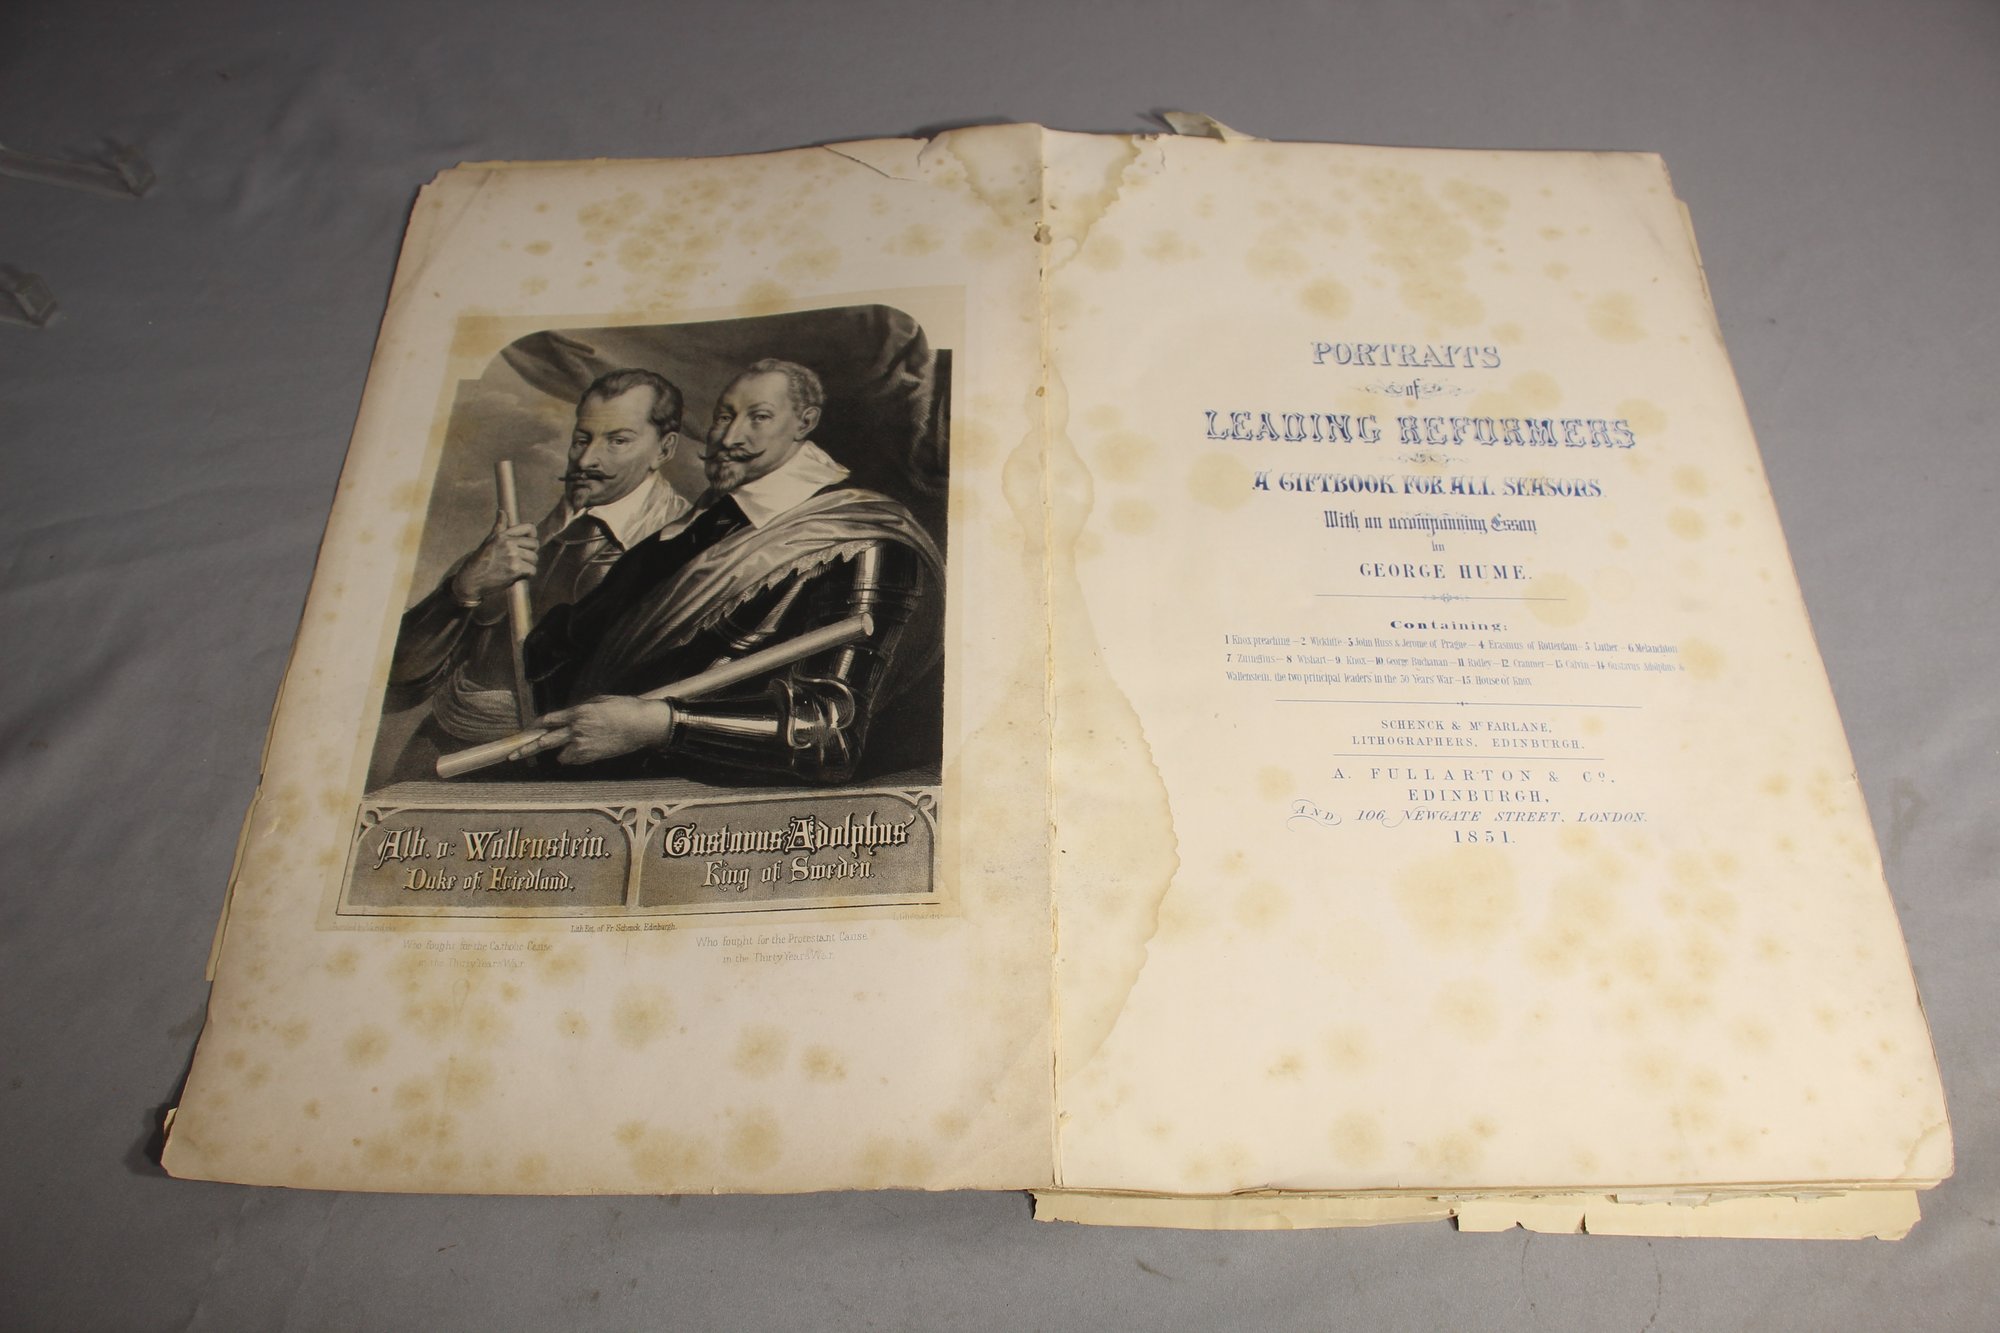 Alb. v: Wallenstein.
Duke of Friedland.
Gustavus Adolphus
King of Sweden.
Lith Est. of Fr. Schenck, Edinburgh.
Who fought for the Catholic Cause
in the Thirty Years War.
Who fought for the Protestant Cause
in the Thirty Years War.
PORTRAITS
of
LEADING REFORMERS
A GIFTBOOK FOR ALL SEASONS.
With an accompanning Essay
by
GEORGE HUME.
Containing:
1 Knox preaching – 2 Wickliffe – 3 John Huss & Jerome of Prague – 4 Erasmus of Rotterdam – 5 Luther – 6 Melanchton
7 Zuinglius – 8 Wishart – 9 Knox – 10 George Buchanan – 11 Ridley – 12 Cranmer – 13 Calvin – 14 Gustavus Adolphus &
Wallenstein, the two principal leaders in the 30 Years' War – 15 House of Knox
SCHENCK & McFARLANE,
LITHOGRAPHERS, EDINBURGH.
A. FULLARTON & Co.
EDINBURGH,
AND 106 NEWGATE STREET, LONDON.
1851.